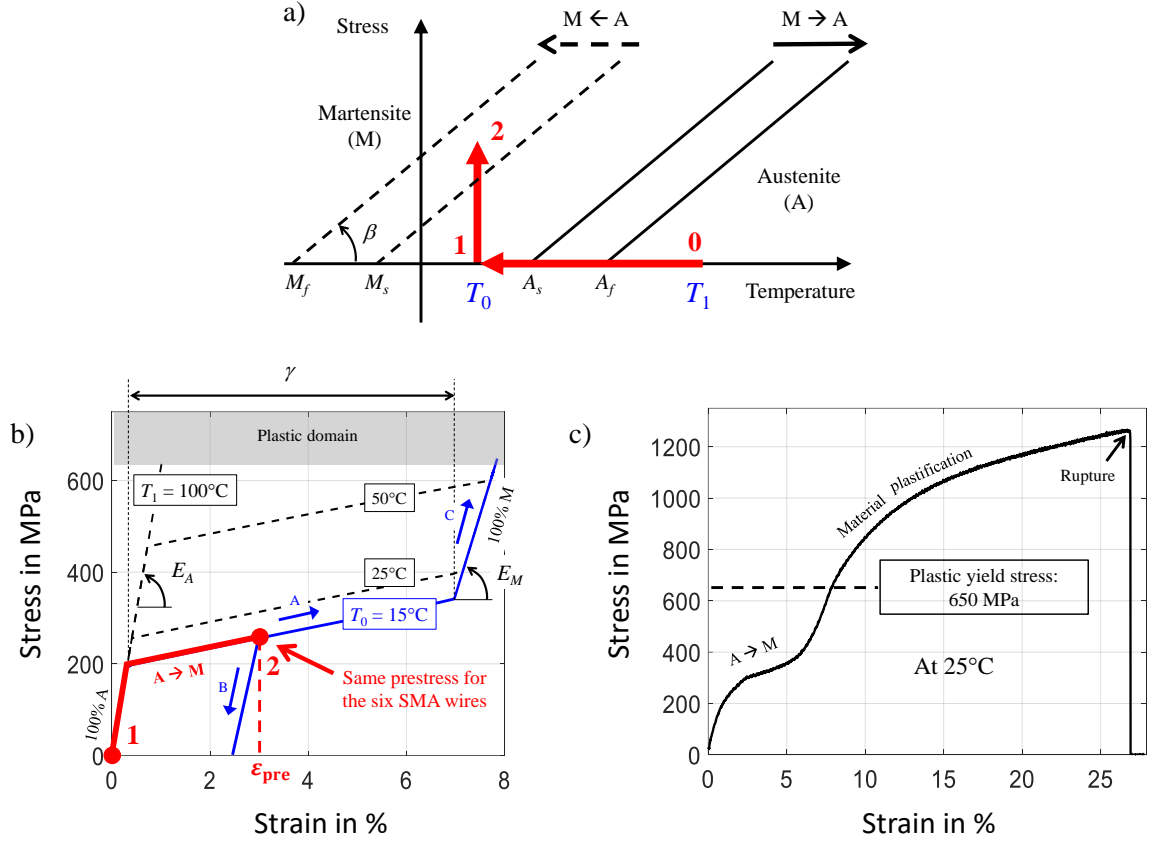 a)
Stress
M ← A
M → A
Martensite
(M)
2
Austenite
(A)
β
1
0
M_f
M_s
T_0
A_s
A_f
T_1
Temperature
γ
b)
Plastic domain
T_1 = 100°C
50°C
C
100% M
E_A
25°C
E_M
A
T_0 = 15°C
A → M
2
B
Same prestress for
the six SMA wires
100% A
1
0
200
400
600
0
2
4
6
8
ε_pre
Stress in MPa
Strain in %
c)
Rupture
Material plastification
Plastic yield stress:
650 MPa
A → M
At 25°C
0
200
400
600
800
1000
1200
0
5
10
15
20
25
Stress in MPa
Strain in %